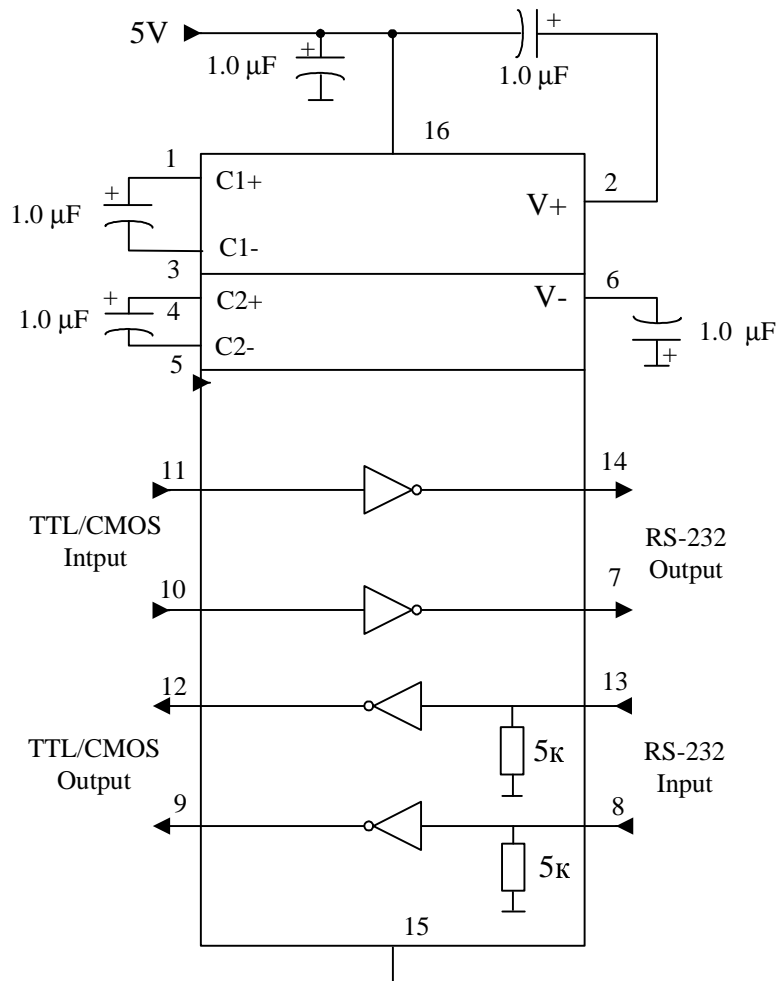 5V
+
1.0 μF
+
1.0 μF
16
1
C1+
2
+
1.0 μF
V+
C1-
3
6
+
C2+
V-
4
1.0 μF
C2-
1.0 μF
5
+
11
14
TTL/CMOS
Intput
RS-232
Output
10
7
12
13
TTL/CMOS
Output
5к
RS-232
Input
9
8
5к
15